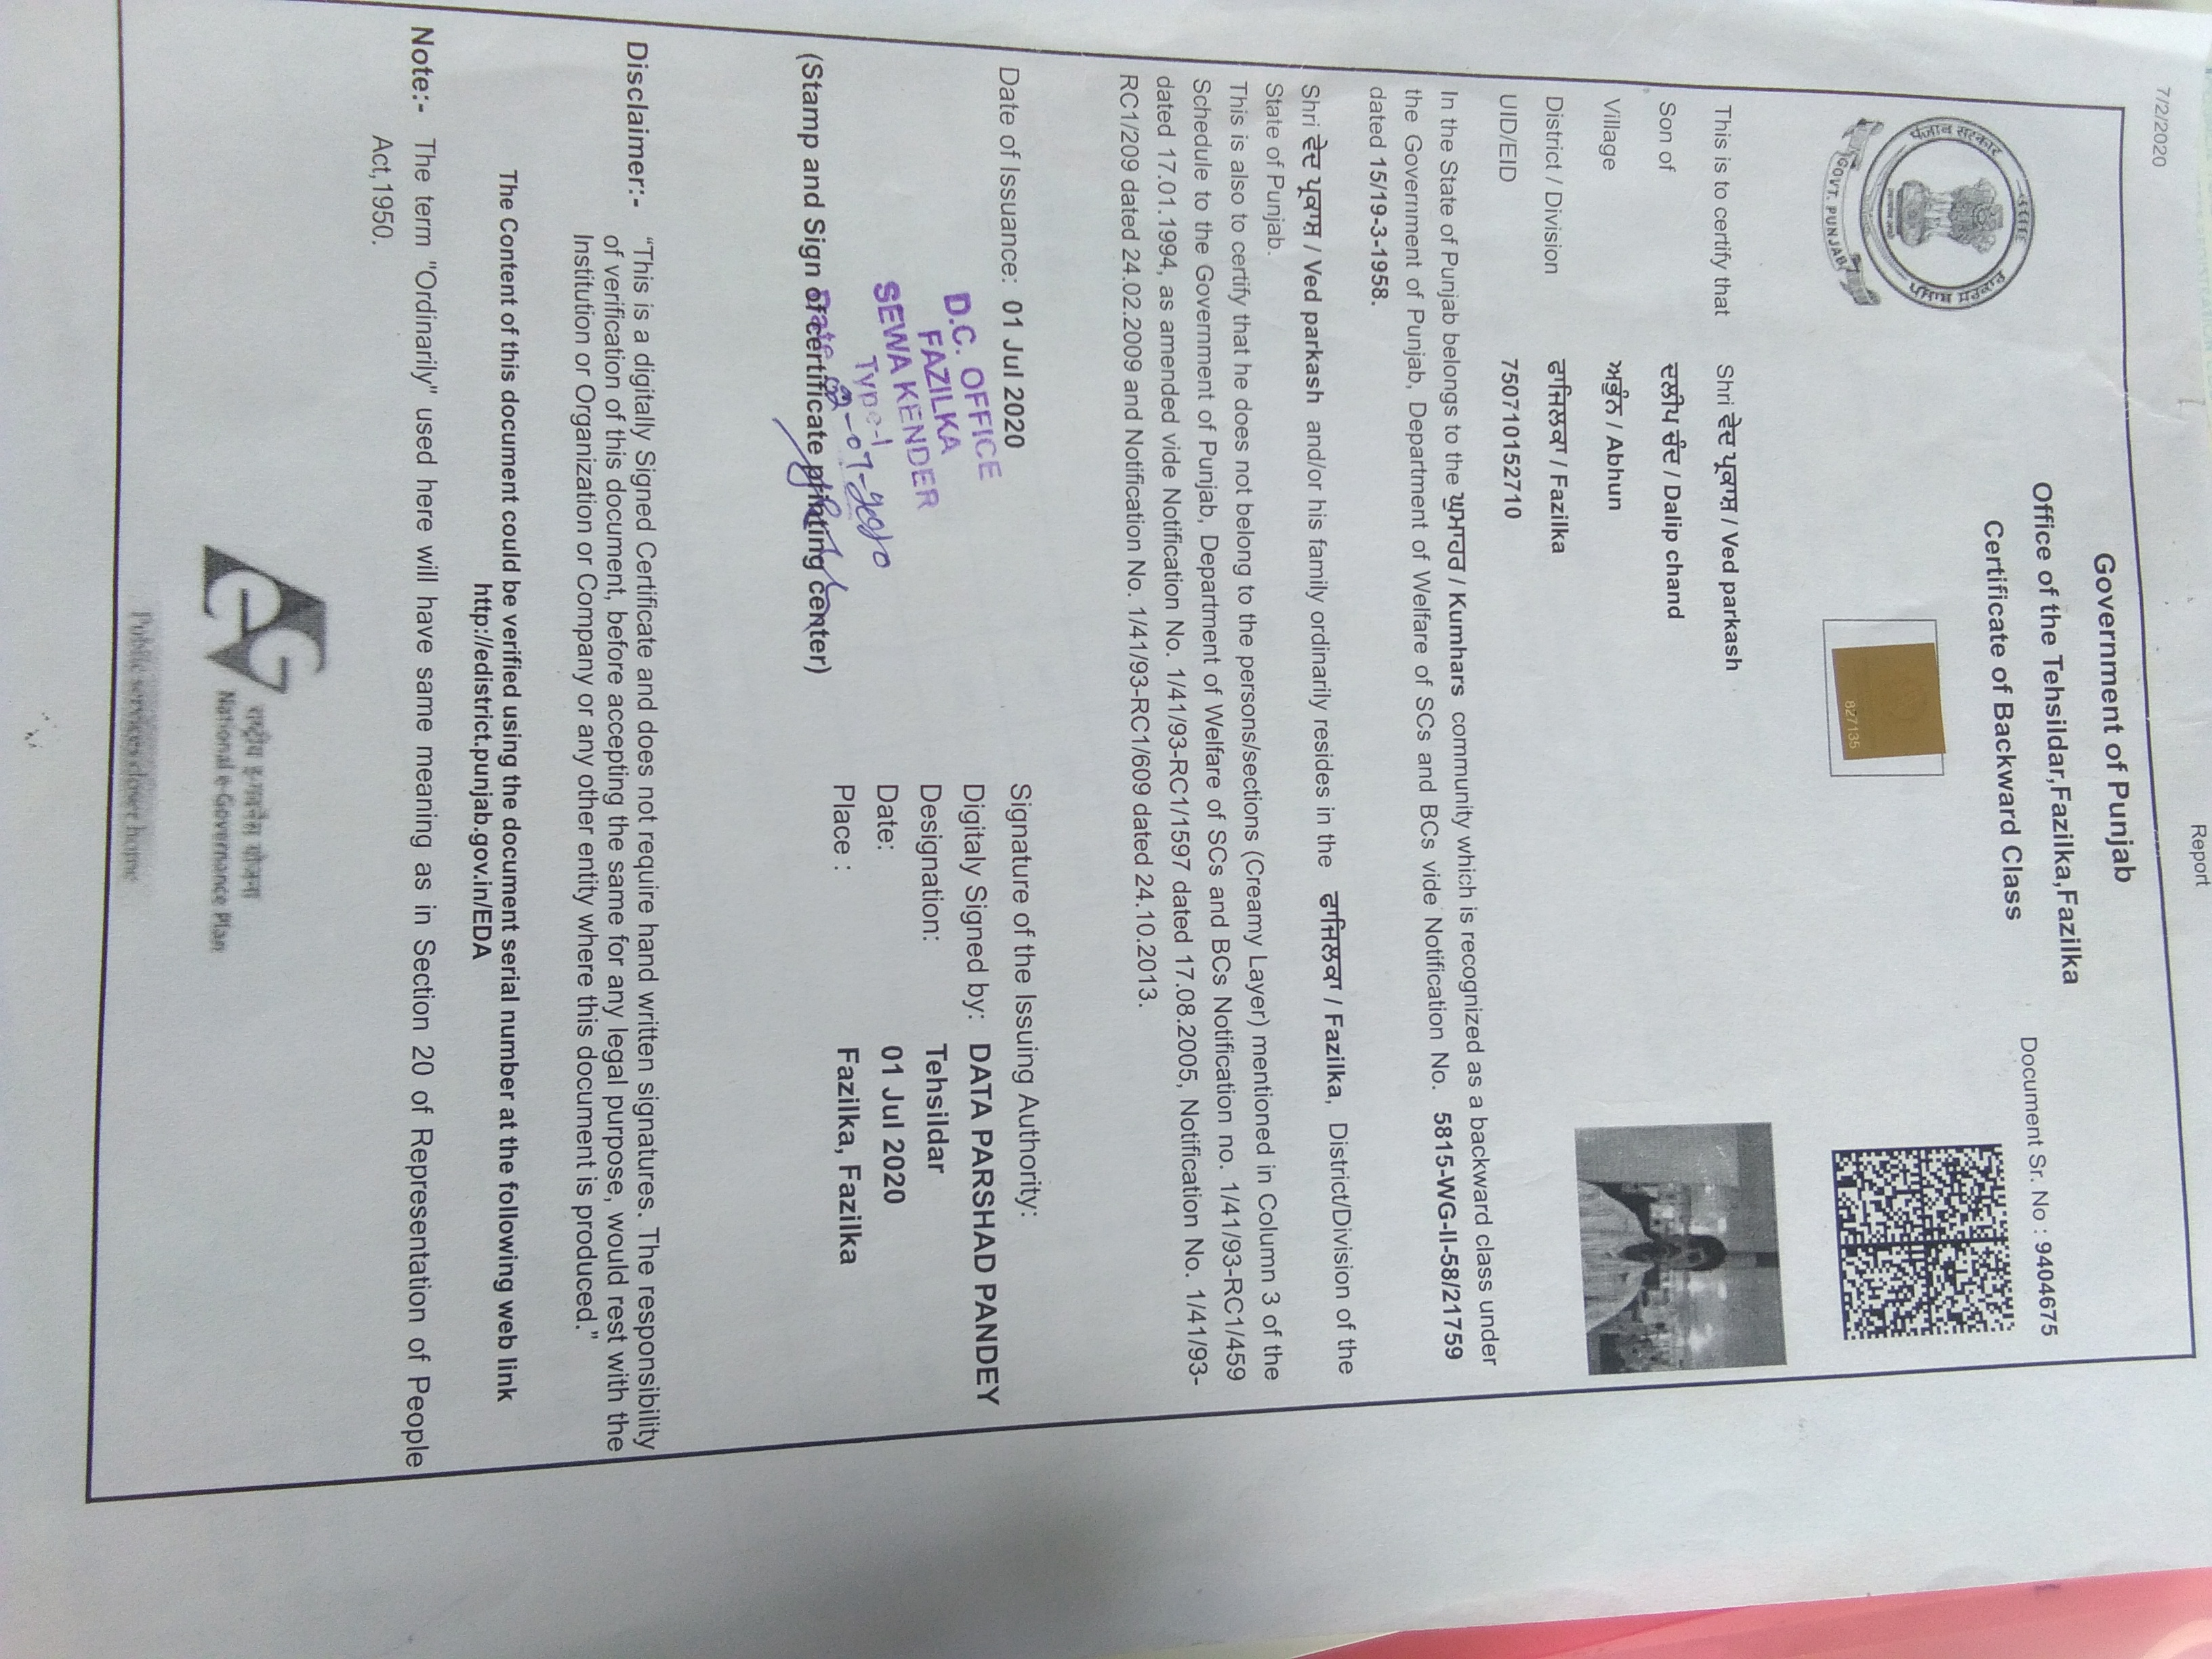 Report
7/2/2020
Government of Punjab
Office of the Tehsildar,Fazilka,Fazilka
Certificate of Backward Class
Document Sr. No : 9404675
ਪੰਜਾਬ ਸਰਕਾਰ
GOVT. PUNJAB
827135
This is to certify that Shri ਵੇਦ ਪ੍ਰਕਾਸ਼ / Ved parkash
Son of ਦਲੀਪ ਚੰਦ / Dalip chand
Village ਅਭੁੰਨ / Abhun
District / Division ਫਾਜਿਲਕਾ / Fazilka
UID/EID 750710152710
In the State of Punjab belongs to the ਘੁਮਾਹਰ / Kumhars community which is recognized as a backward class under
the Government of Punjab, Department of Welfare of SCs and BCs vide Notification No. 5815-WG-II-58/21759
dated 15/19-3-1958.
Shri ਵੇਦ ਪ੍ਰਕਾਸ਼ / Ved parkash and/or his family ordinarily resides in the ਫਾਜਿਲਕਾ / Fazilka, District/Division of the
State of Punjab.
This is also to certify that he does not belong to the persons/sections (Creamy Layer) mentioned in Column 3 of the
Schedule to the Government of Punjab, Department of Welfare of SCs and BCs Notification no. 1/41/93-RC1/459
dated 17.01.1994, as amended vide Notification No. 1/41/93-RC1/1597 dated 17.08.2005, Notification No. 1/41/93-
RC1/209 dated 24.02.2009 and Notification No. 1/41/93-RC1/609 dated 24.10.2013.
Date of Issuance: 01 Jul 2020
D.C. OFFICE
FAZILKA
SEWA KENDER
Type-I
Date 02-07-2020
(Stamp and Sign of certificate printing center)
Signature of the Issuing Authority:
Digitaly Signed by: DATA PARSHAD PANDEY
Designation: Tehsildar
Date: 01 Jul 2020
Place : Fazilka, Fazilka
Disclaimer:- “This is a digitally Signed Certificate and does not require hand written signatures. The responsibility
of verification of this document, before accepting the same for any legal purpose, would rest with the
Institution or Organization or Company or any other entity where this document is produced.”
The Content of this document could be verified using the document serial number at the following web link
http://edistrict.punjab.gov.in/EDA
Note:- The term "Ordinarily" used here will have same meaning as in Section 20 of Representation of People
Act,1950.
eG
राष्ट्रीय ई-गवर्नेंस योजना
National e-Governance Plan
Public services closer home